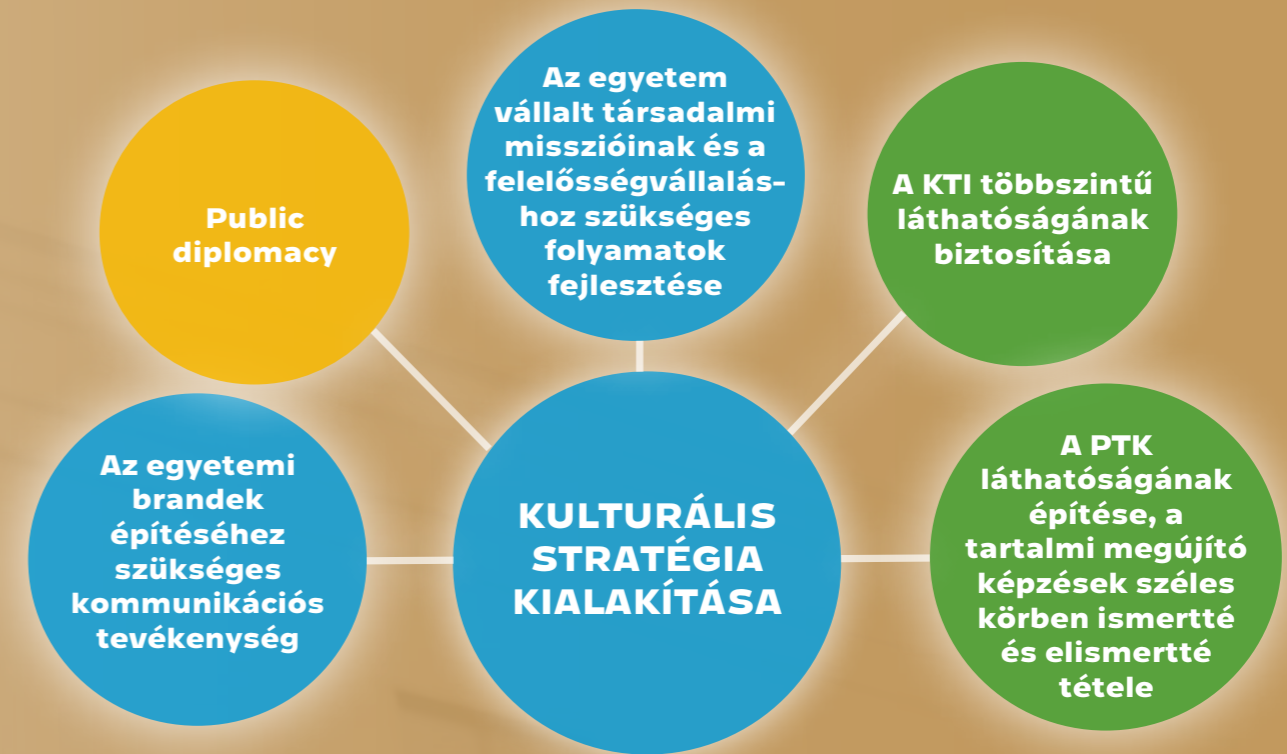 Public
diplomacy
Az egyetem
vállalt társadalmi
misszióinak és a
felelősségvállalás-
hoz szükséges
folyamatok
fejlesztése
A KTI többszintű
láthatóságának
biztosítása
Az egyetemi
brandek
építéséhez
szükséges
kommunikációs
tevékenység
KULTURÁLIS
STRATÉGIA
KIALAKÍTÁSA
A PTK
láthatóságának
építése, a
tartalmi megújító
képzések széles
körben ismertté
és elismertté
tétele